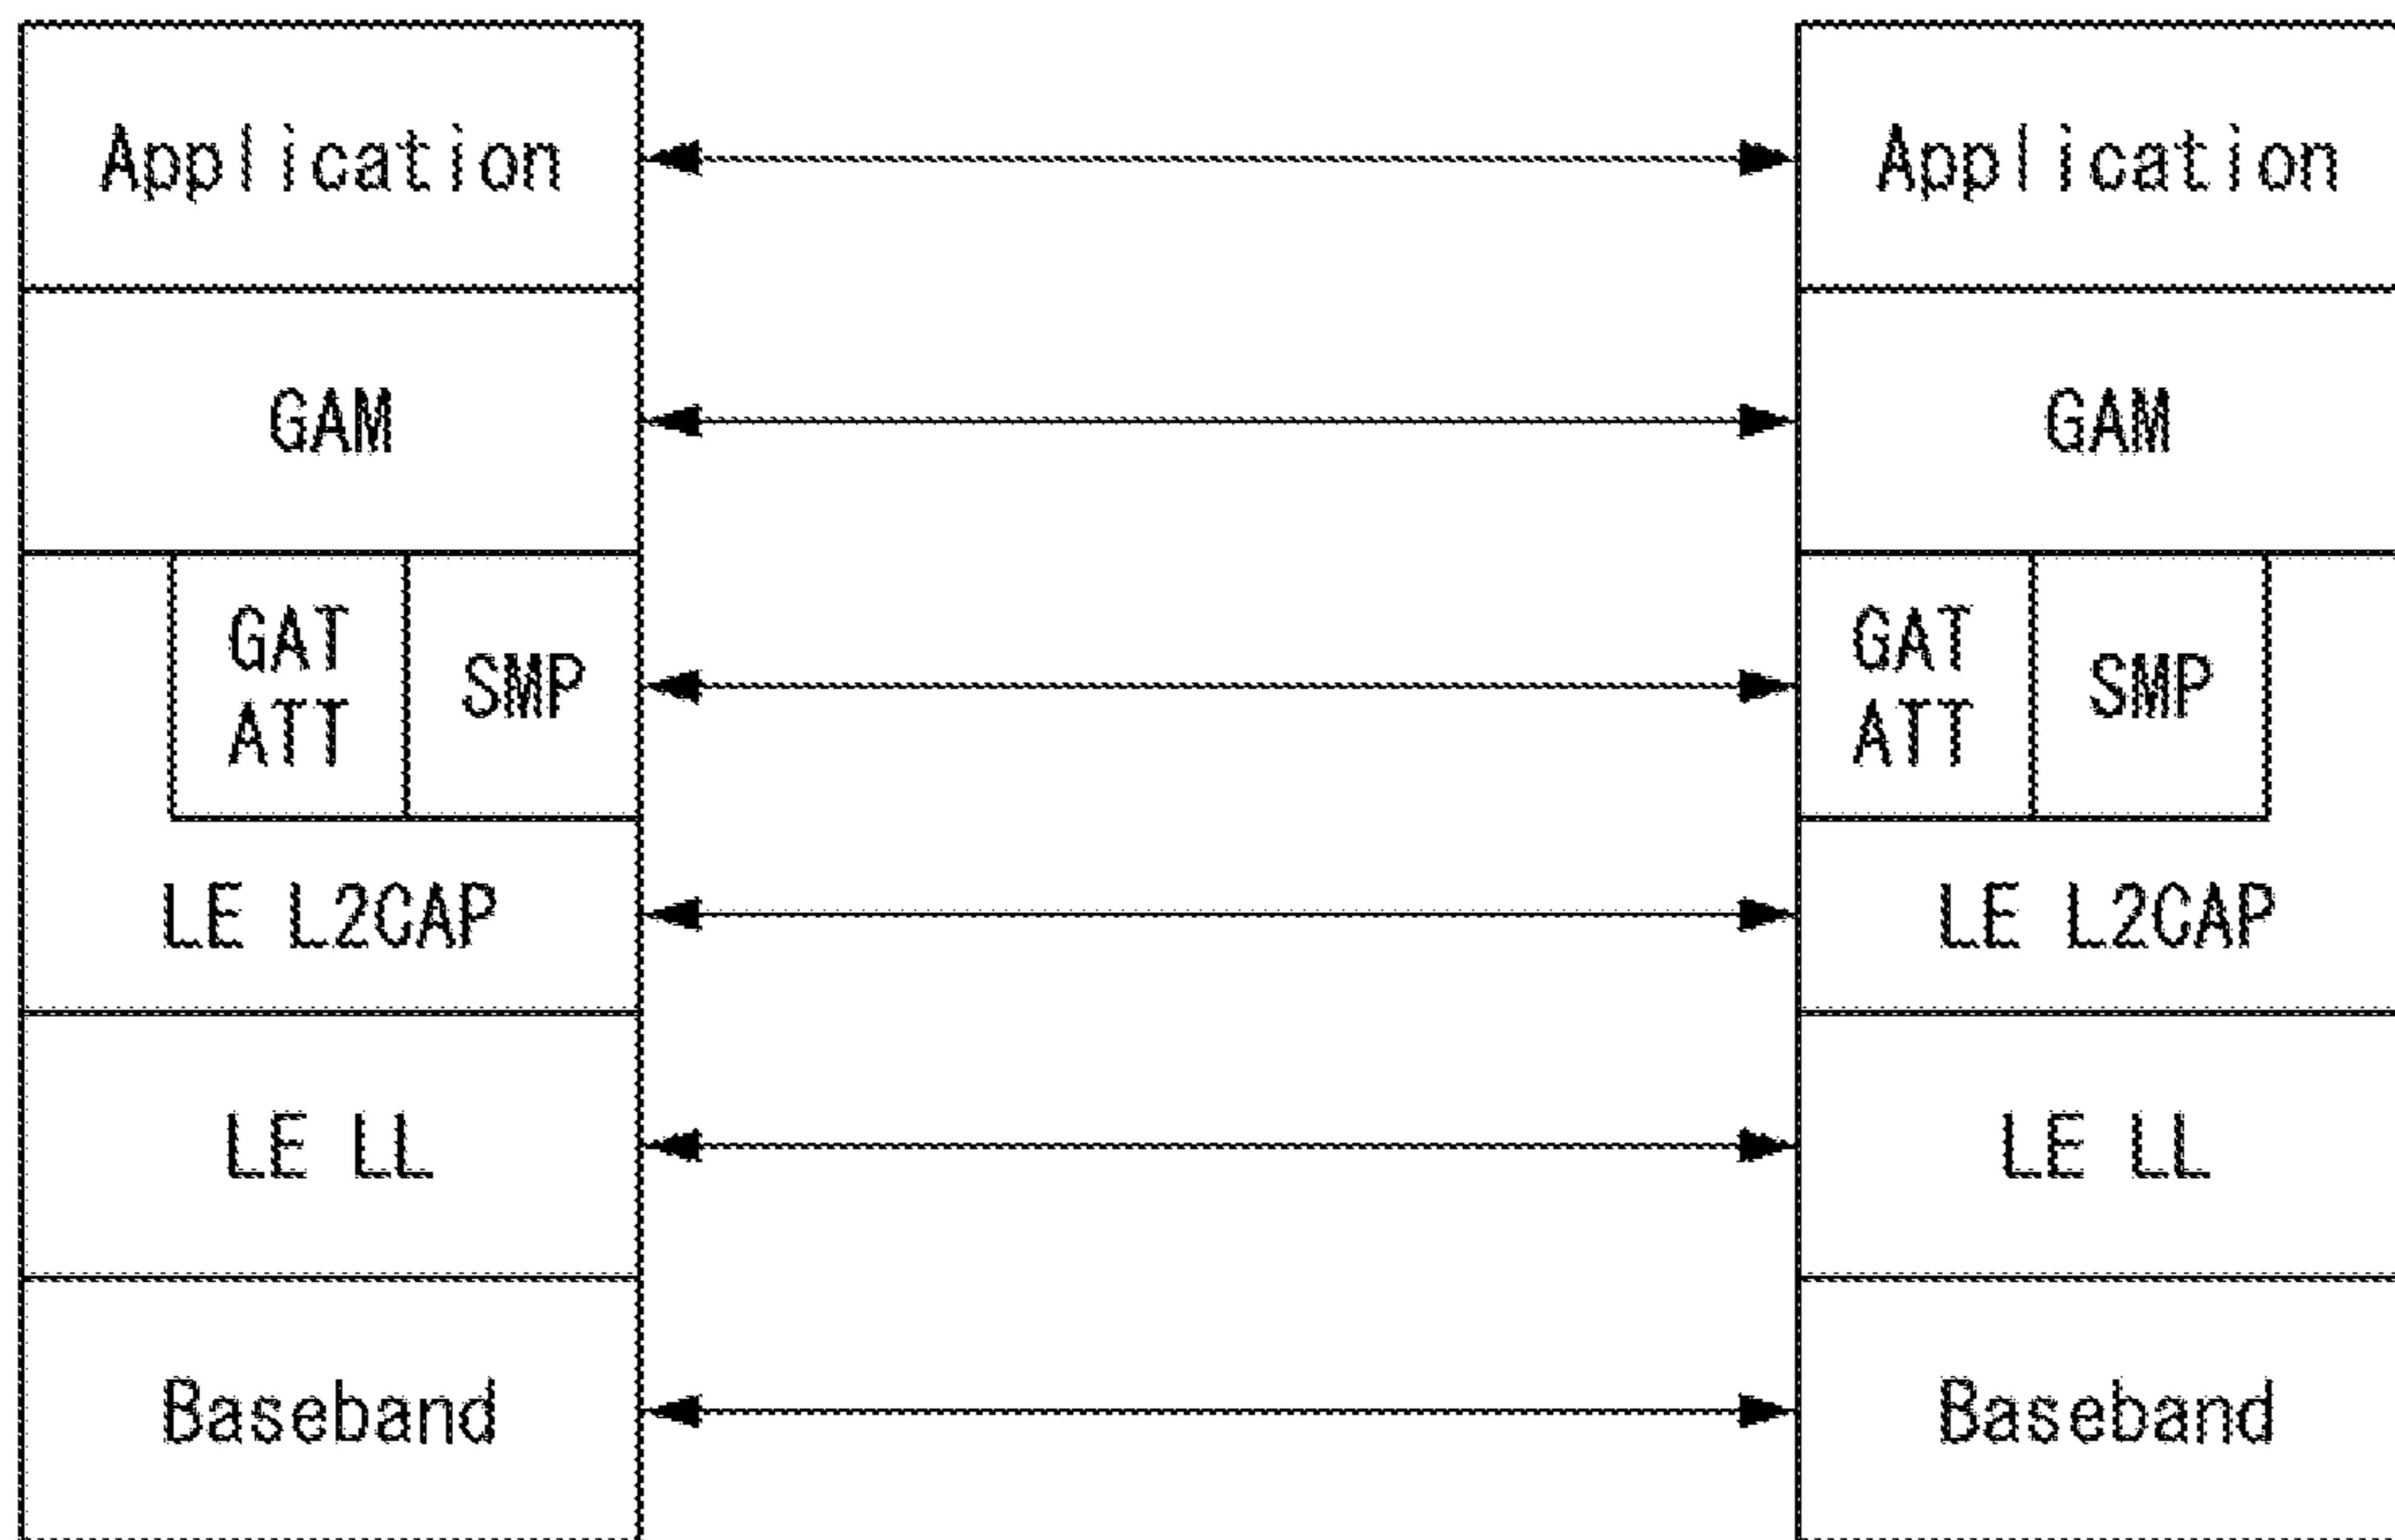 Application
Application
GAM
GAM
GAT
ATT
SMP
GAT
ATT
SMP
LE L2CAP
LE L2CAP
LE LL
LE LL
Baseband
Baseband